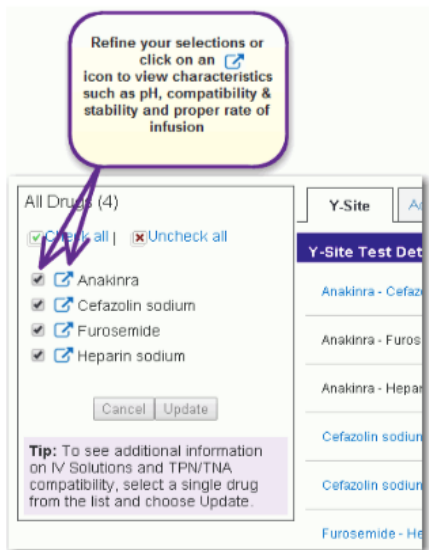 Refine your selections or
click on an
icon to view characteristics
such as pH, compatibility &
stability and proper rate of
infusion
All Drugs (4)
Check all | Uncheck all
Anakinra
Cefazolin sodium
Furosemide
Heparin sodium
Cancel Update
Tip: To see additional information
on IV Solutions and TPN/TNA
compatibility, select a single drug
from the list and choose Update.
Y-Site
Y-Site Test Det
Anakinra - Cefaz
Anakinra - Furos
Anakinra - Hepar
Cefazolin sodium
Cefazolin sodium
Furosemide - He